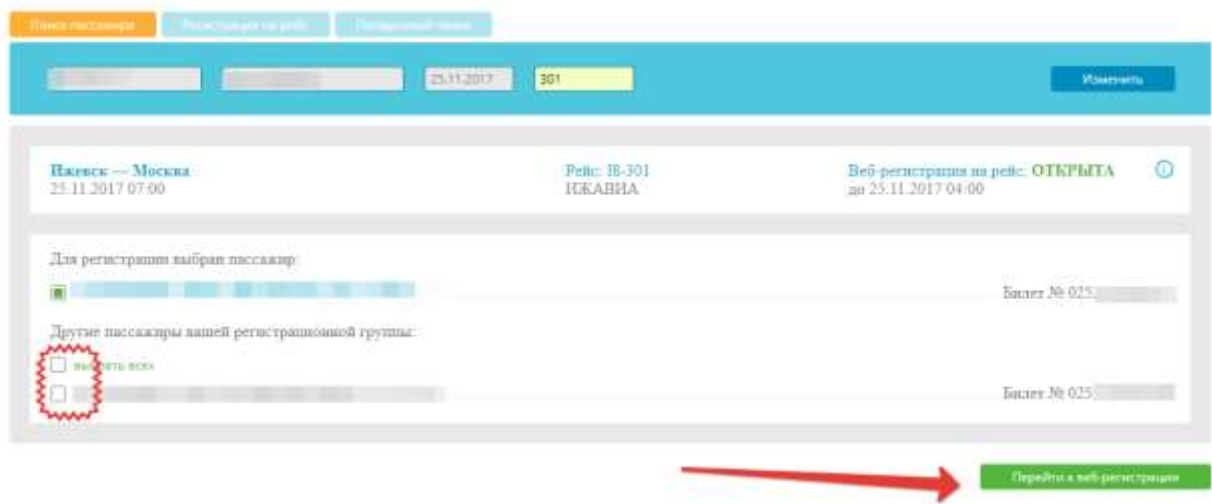 Поиск пассажира Регистрация на рейс Посадочный талон
25.11.2017 301 Изменить
Ижевск — Москва Рейс: I8-301 Веб-регистрация на рейс: ОТКРЫТА
25.11.2017 07:00 ИЖАВИА до 25.11.2017 04:00
Для регистрации выбран пассажир:
Билет № 025
Другие пассажиры вашей регистрационной группы:
выбрать всех
Билет № 025
Перейти к веб-регистрации